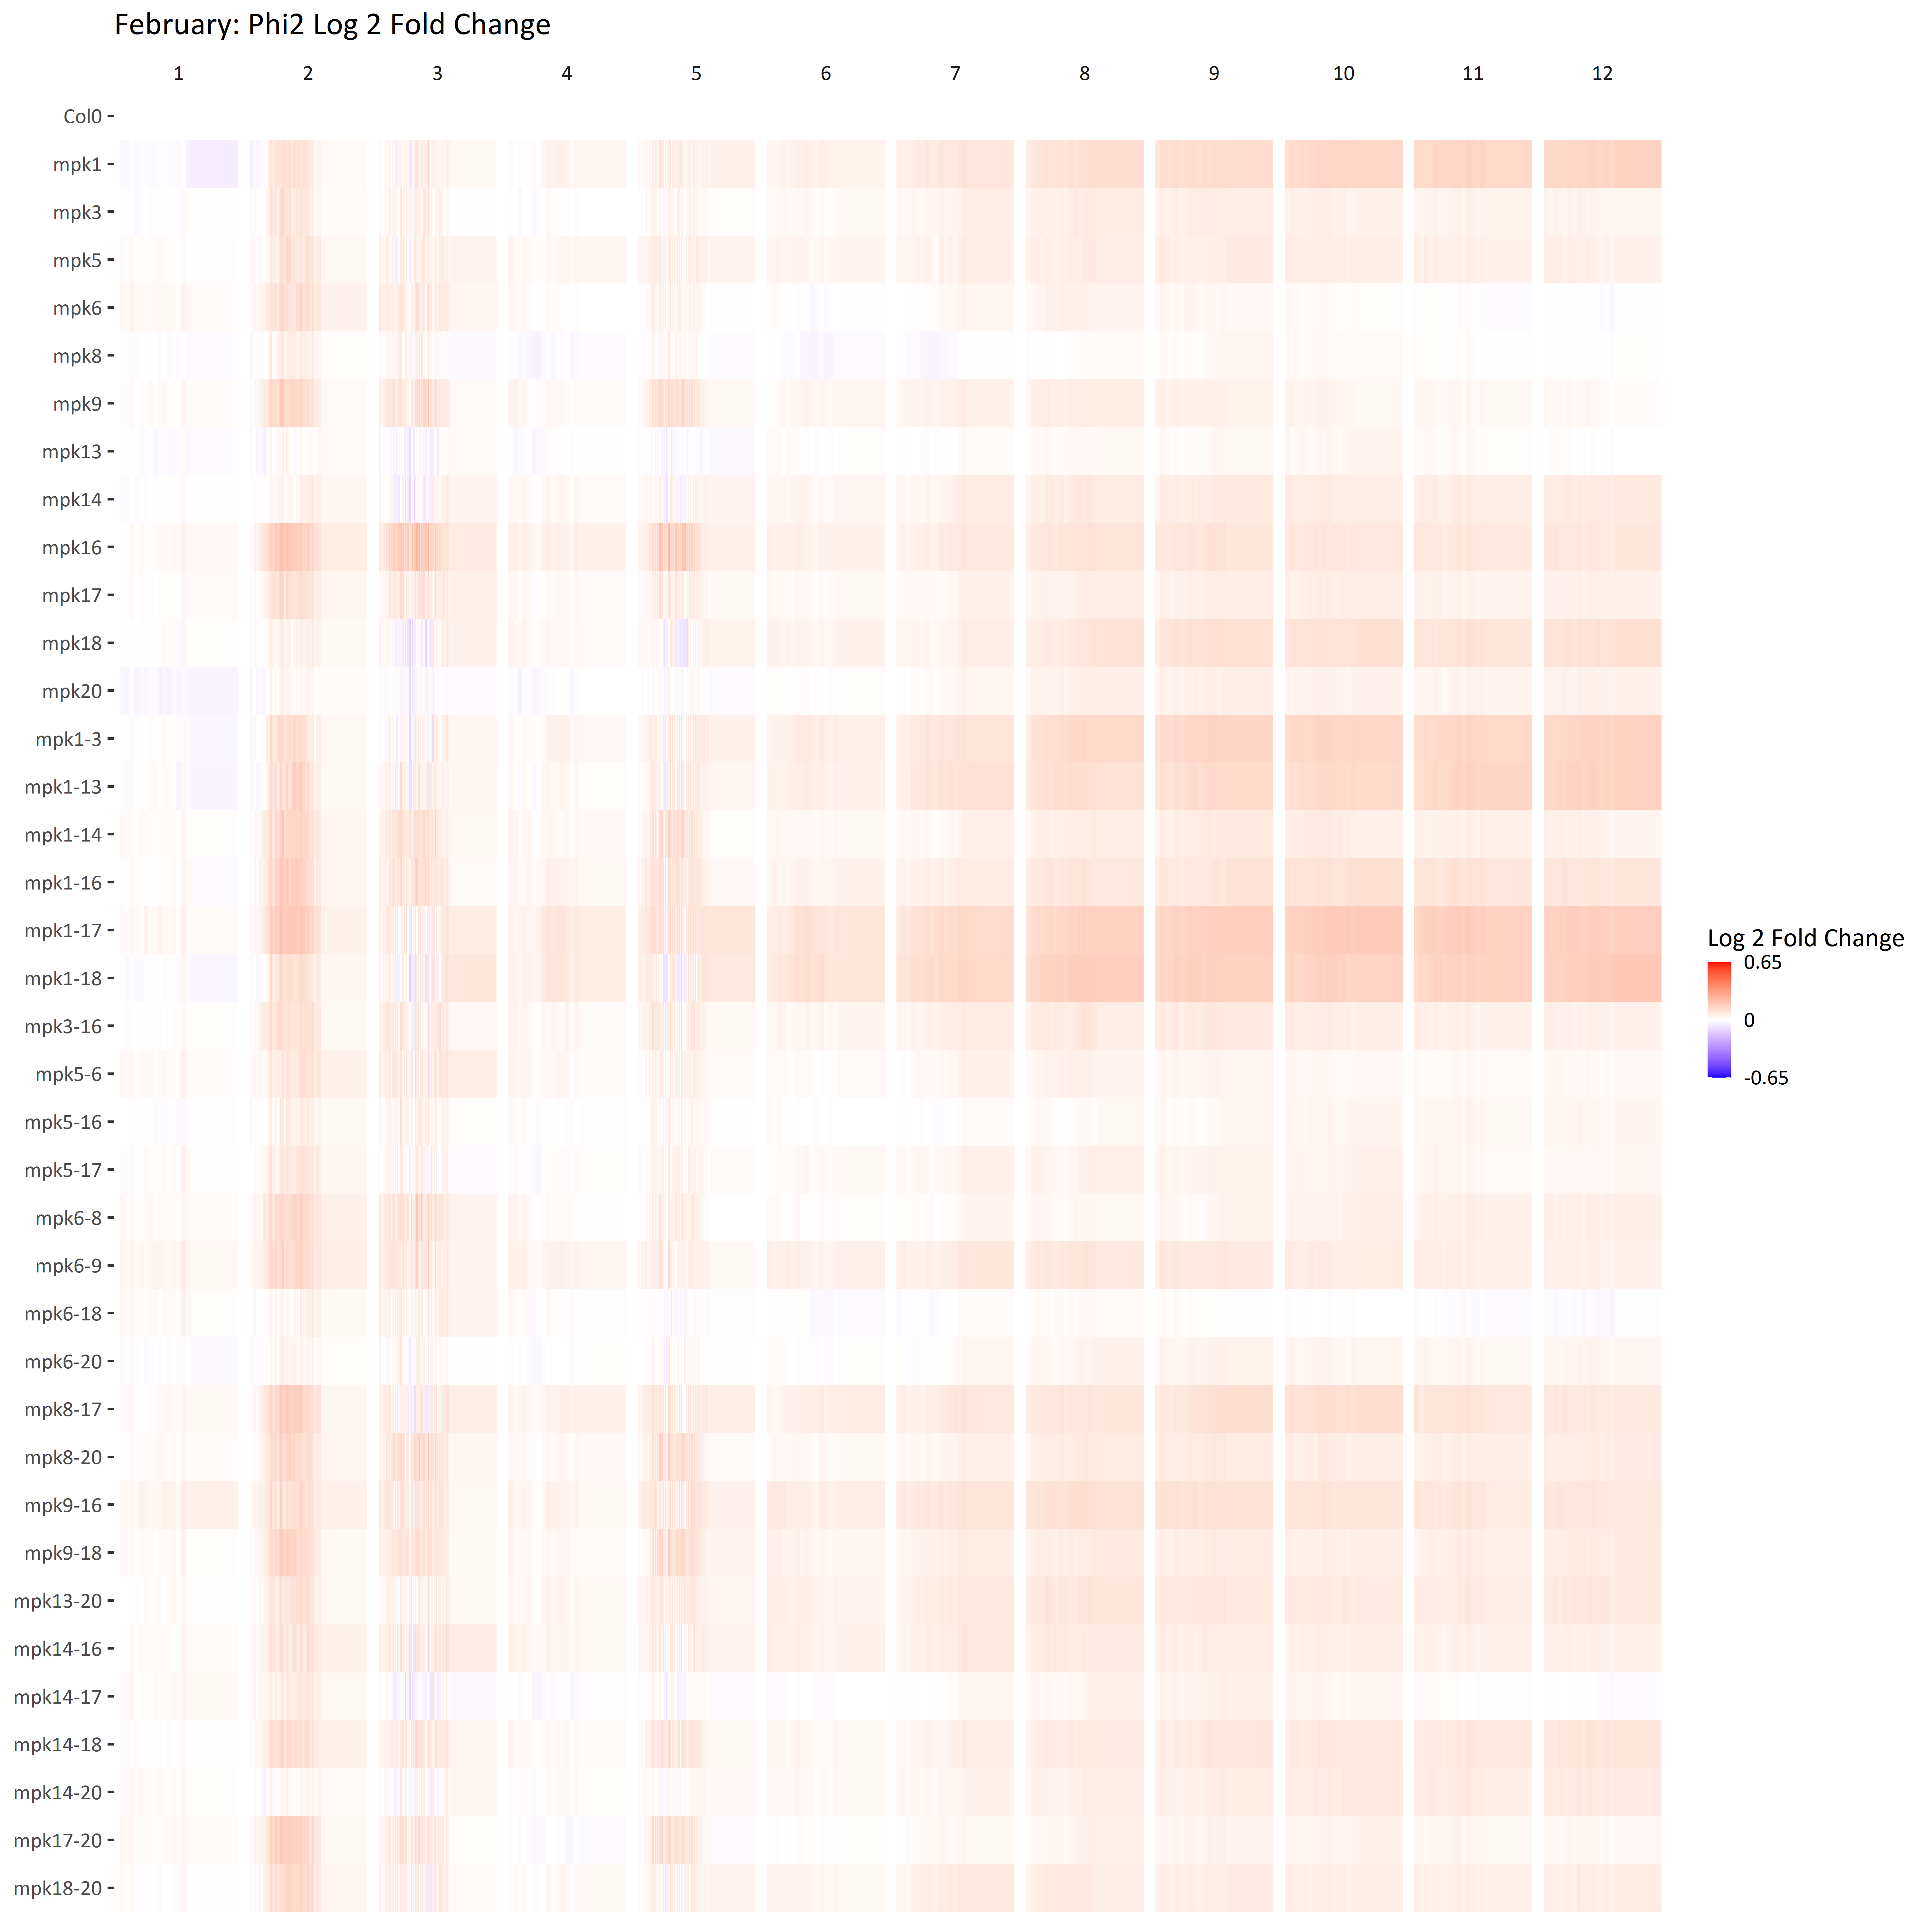 February: Phi2 Log 2 Fold Change
1 2 3 4 5 6 7 8 9 10 11 12
Col0
mpk1
mpk3
mpk5
mpk6
mpk8
mpk9
mpk13
mpk14
mpk16
mpk17
mpk18
mpk20
mpk1-3
mpk1-13
mpk1-14
mpk1-16
mpk1-17
mpk1-18
mpk3-16
mpk5-6
mpk5-16
mpk5-17
mpk6-8
mpk6-9
mpk6-18
mpk6-20
mpk8-17
mpk8-20
mpk9-16
mpk9-18
mpk13-20
mpk14-16
mpk14-17
mpk14-18
mpk14-20
mpk17-20
mpk18-20
Log 2 Fold Change
0.65
0
-0.65